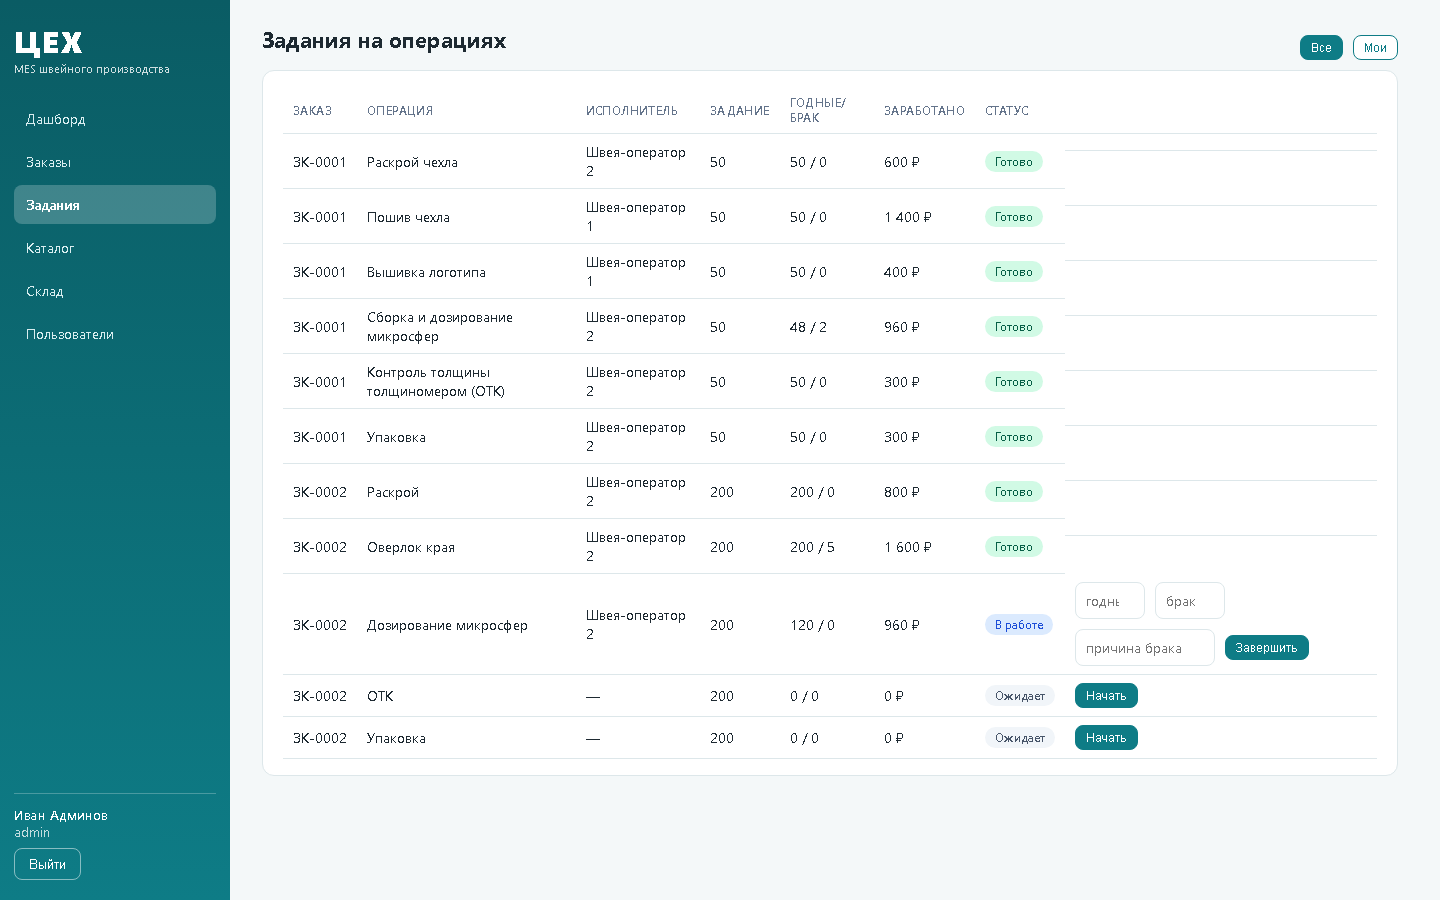 ЦЕХ
MES швейного производства
Дашборд
Заказы
Задания
Каталог
Склад
Пользователи
Иван Админов
admin
Выйти
Задания на операциях
Все Мои
ЗАКАЗ ОПЕРАЦИЯ ИСПОЛНИТЕЛЬ ЗАДАНИЕ ГОДНЫЕ/ ЗАРАБОТАНО СТАТУС
БРАК
ЗК-0001 Раскрой чехла Швея-оператор 50 50 / 0 600 ₽ Готово
2
ЗК-0001 Пошив чехла Швея-оператор 50 50 / 0 1 400 ₽ Готово
1
ЗК-0001 Вышивка логотипа Швея-оператор 50 50 / 0 400 ₽ Готово
1
ЗК-0001 Сборка и дозирование Швея-оператор 50 48 / 2 960 ₽ Готово
микросфер 2
ЗК-0001 Контроль толщины Швея-оператор 50 50 / 0 300 ₽ Готово
толщиномером (ОТК) 2
ЗК-0001 Упаковка Швея-оператор 50 50 / 0 300 ₽ Готово
2
ЗК-0002 Раскрой Швея-оператор 200 200 / 0 800 ₽ Готово
2
ЗК-0002 Оверлок края Швея-оператор 200 200 / 5 1 600 ₽ Готово
2
ЗК-0002 Дозирование микросфер Швея-оператор 200 120 / 0 960 ₽ В работе годны брак
2 причина брака Завершить
ЗК-0002 ОТК — 200 0 / 0 0 ₽ Ожидает Начать
ЗК-0002 Упаковка — 200 0 / 0 0 ₽ Ожидает Начать